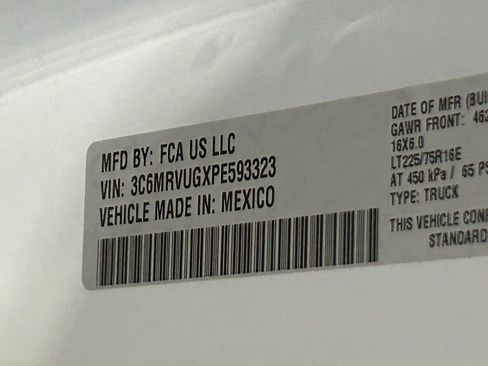 MFD BY: FCA US LLC
VIN: 3C6MRVUGXPE593323
VEHICLE MADE IN: MEXICO
DATE OF MFR
GAWR FRONT:
16X6.0
LT225/75R16E
AT 450 kPa / 65
TYPE: TRUCK
THIS VEHICLE
STANDARD